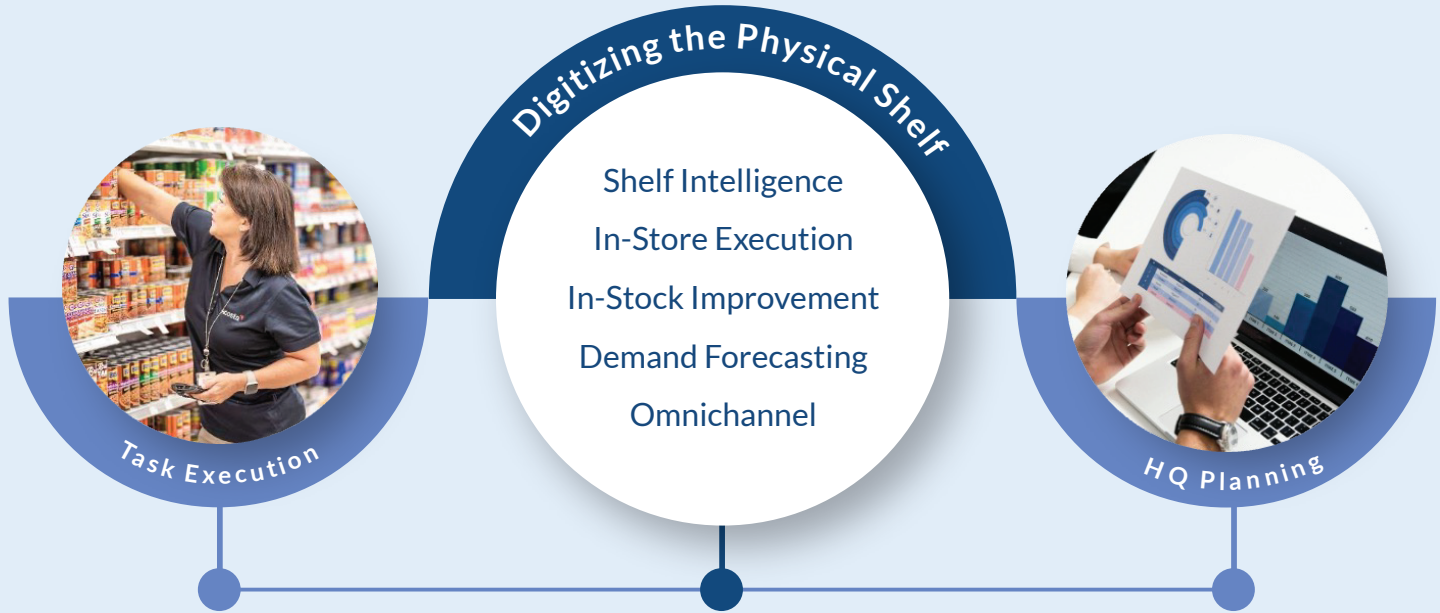 Digitizing the Physical Shelf
Shelf Intelligence
In-Store Execution
In-Stock Improvement
Demand Forecasting
Omnichannel
Task Execution
HQ Planning